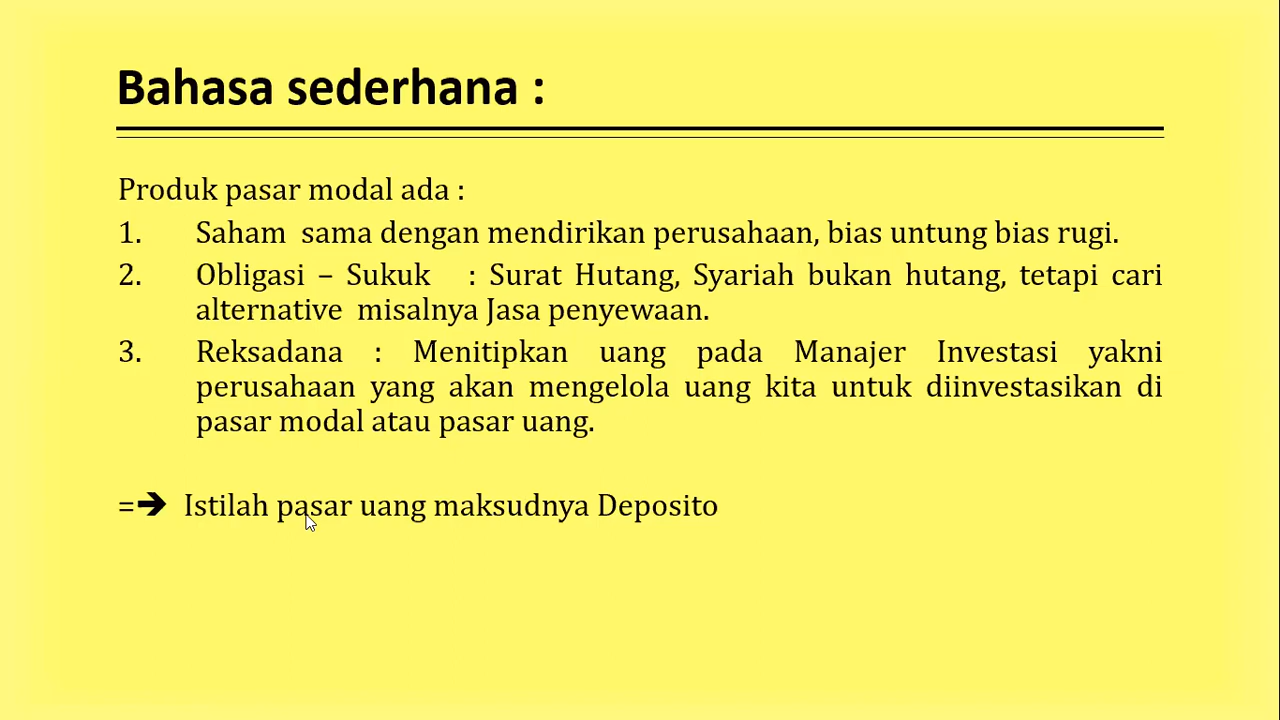 Bahasa sederhana :
Produk pasar modal ada :
1. Saham sama dengan mendirikan perusahaan, bias untung bias rugi.
2. Obligasi – Sukuk : Surat Hutang, Syariah bukan hutang, tetapi cari
alternative misalnya Jasa penyewaan.
3. Reksadana : Menitipkan uang pada Manajer Investasi yakni
perusahaan yang akan mengelola uang kita untuk diinvestasikan di
pasar modal atau pasar uang.
=➔ Istilah pasar uang maksudnya Deposito